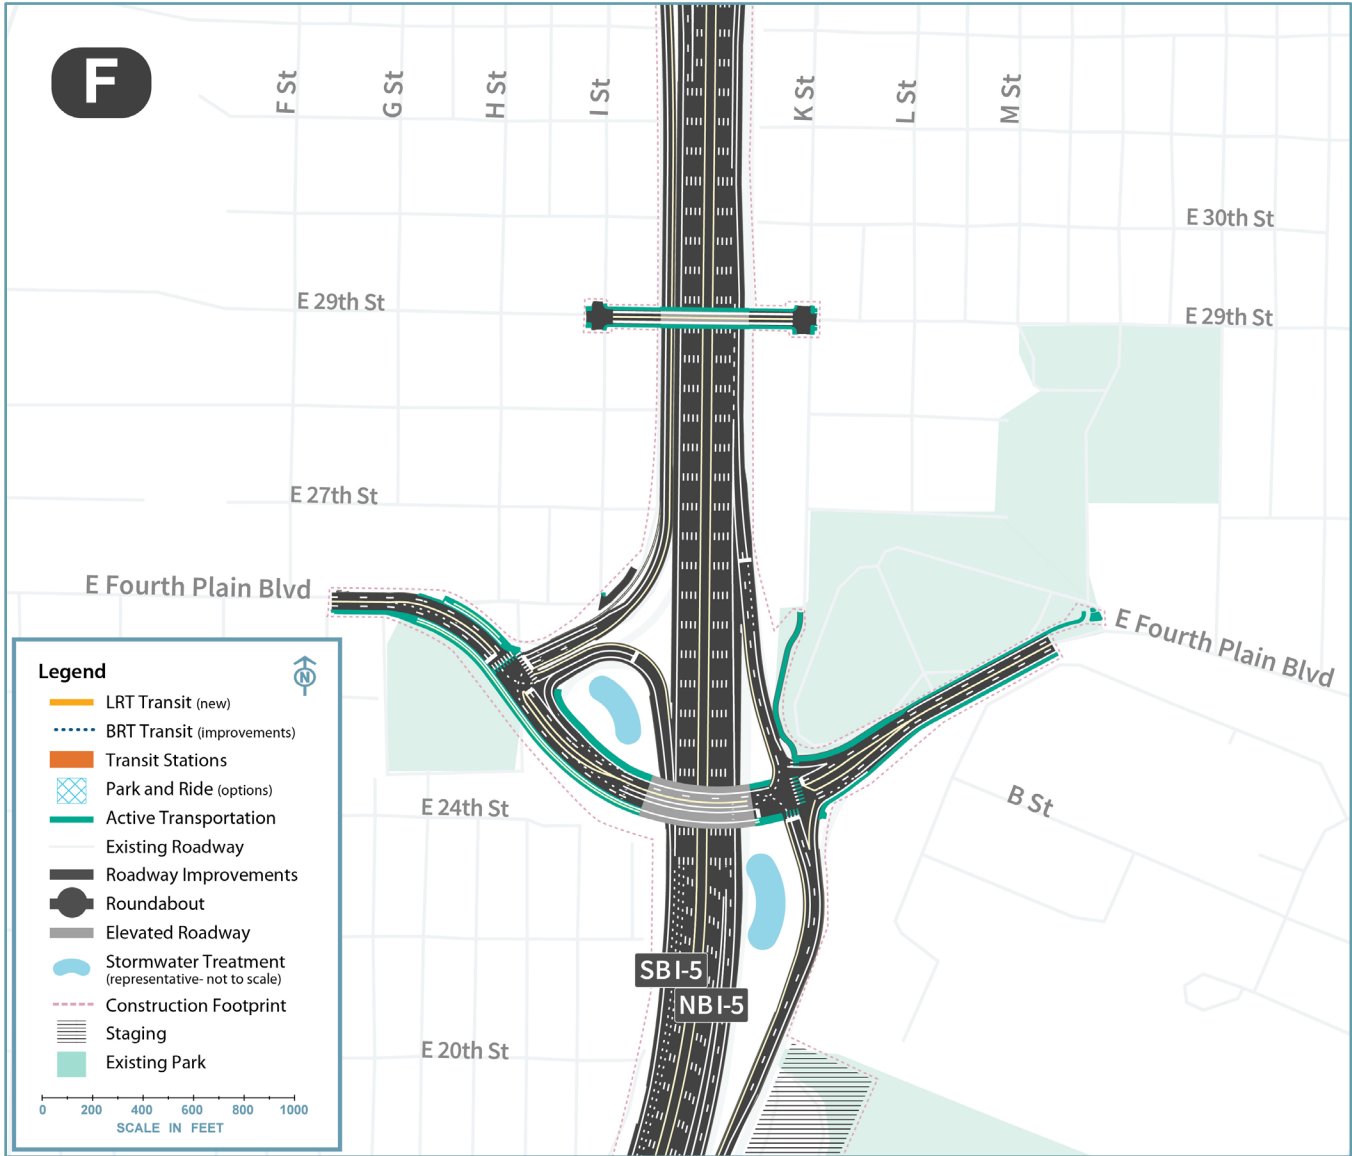 F
F St
G St
H St
I St
K St
L St
M St
E 30th St
E 29th St
E 29th St
E 27th St
E Fourth Plain Blvd
E Fourth Plain Blvd
B St
E 24th St
SB I-5
NB I-5
E 20th St
Legend
N
LRT Transit (new)
BRT Transit (improvements)
Transit Stations
Park and Ride (options)
Active Transportation
Existing Roadway
Roadway Improvements
Roundabout
Elevated Roadway
Stormwater Treatment
(representative- not to scale)
Construction Footprint
Staging
Existing Park
0 200 400 600 800 1000
SCALE IN FEET